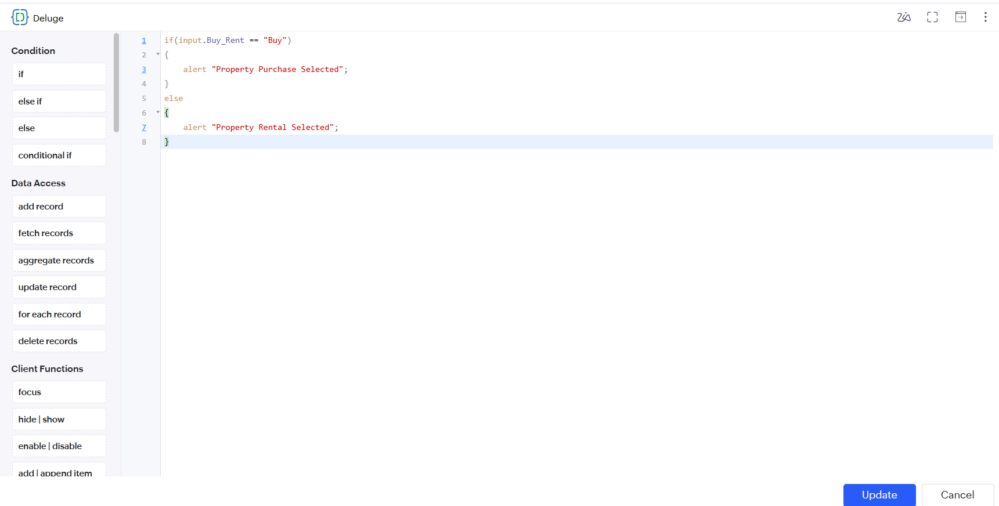 Deluge
Condition
if
else if
else
conditional if
Data Access
add record
fetch records
aggregate records
update record
for each record
delete records
Client Functions
focus
hide | show
enable | disable
add | append item
1 if(input.Buy_Rent == "Buy")
2 {
3     alert "Property Purchase Selected";
4 }
5 else
6 {
7     alert "Property Rental Selected";
8 }
Update
Cancel